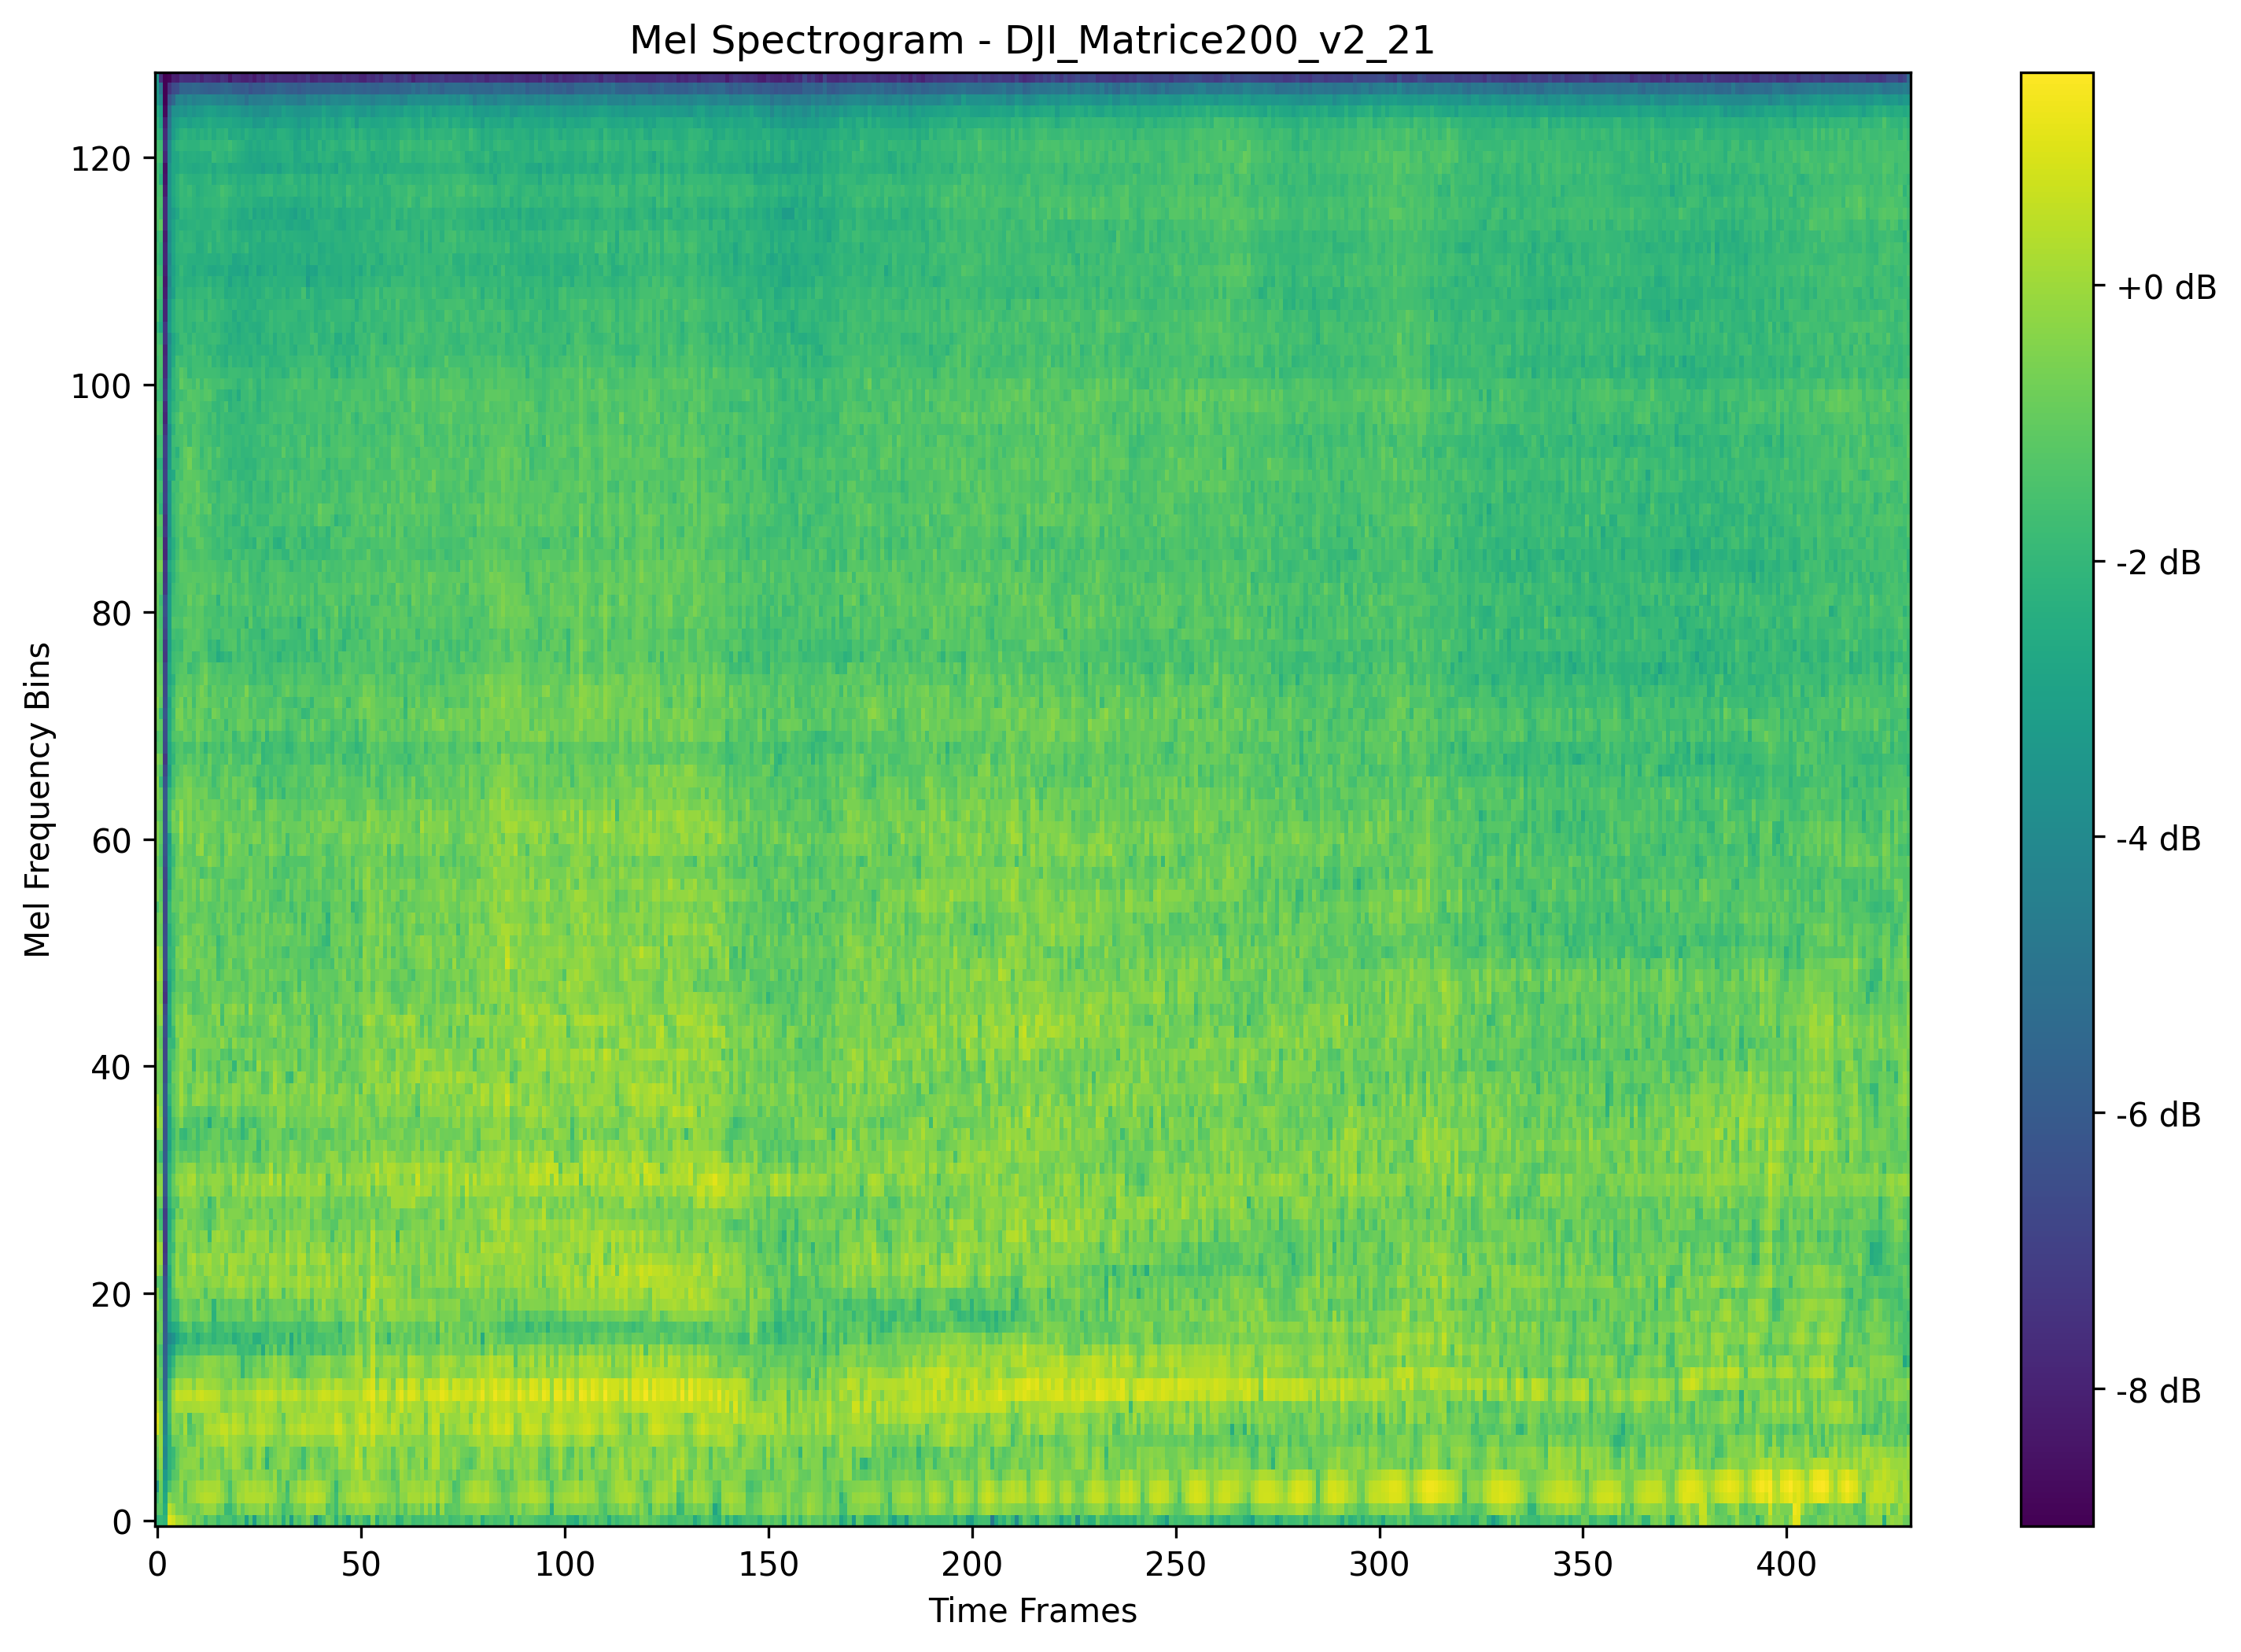 Mel Spectrogram - DJI_Matrice200_v2_21
Mel Frequency Bins
120
100
80
60
40
20
0
0 50 100 150 200 250 300 350 400
Time Frames
+0 dB
-2 dB
-4 dB
-6 dB
-8 dB